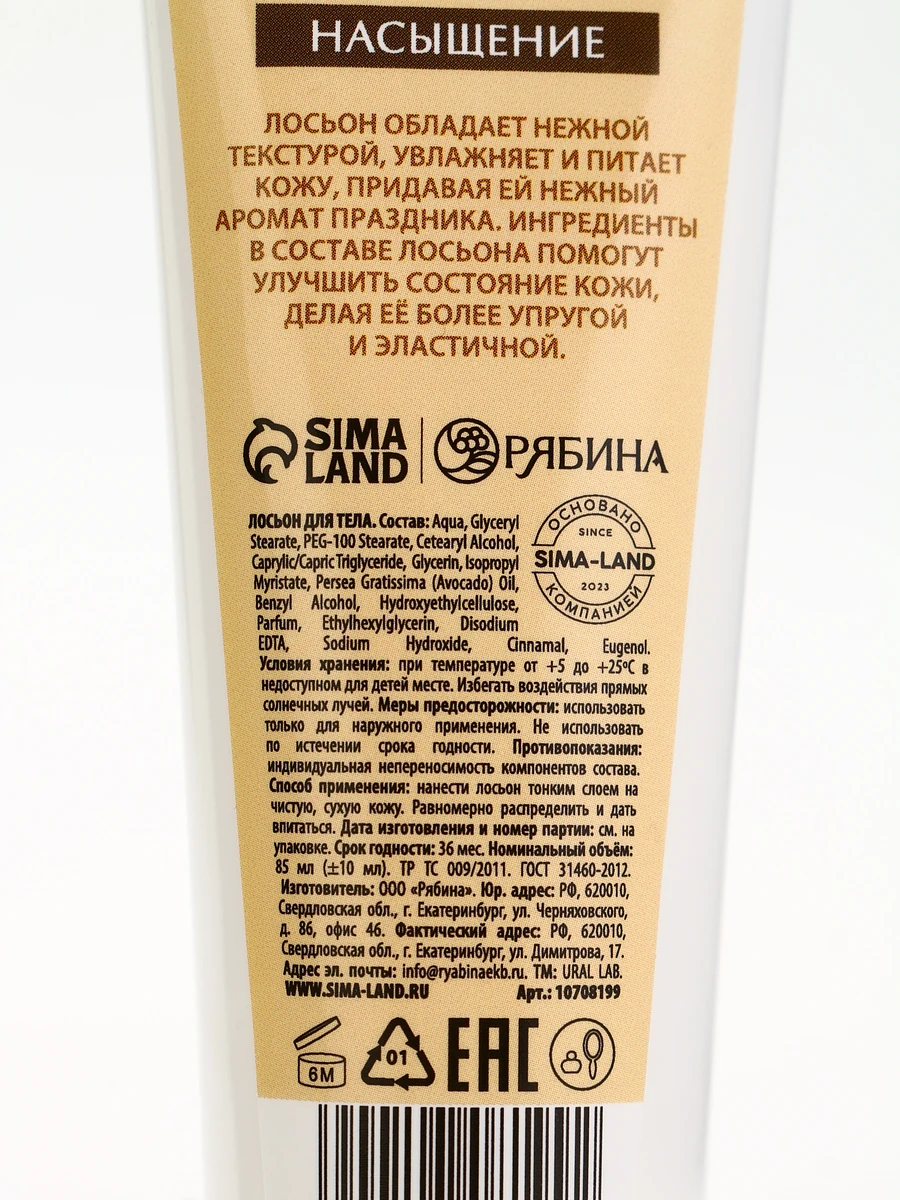 НАСЫЩЕНИЕ
ЛОСЬОН ОБЛАДАЕТ НЕЖНОЙ
ТЕКСТУРОЙ, УВЛАЖНЯЕТ И ПИТАЕТ
КОЖУ, ПРИДАВАЯ ЕЙ НЕЖНЫЙ
АРОМАТ ПРАЗДНИКА. ИНГРЕДИЕНТЫ
В СОСТАВЕ ЛОСЬОНА ПОМОГУТ
УЛУЧШИТЬ СОСТОЯНИЕ КОЖИ,
ДЕЛАЯ ЕЁ БОЛЕЕ УПРУГОЙ
И ЭЛАСТИЧНОЙ.
SIMA
LAND
РЯБИНА
ОСНОВАНО
SINCE
SIMA-LAND
2023
КОМПАНИЕЙ
ЛОСЬОН ДЛЯ ТЕЛА. Состав: Aqua, Glyceryl
Stearate, PEG-100 Stearate, Cetearyl Alcohol,
Caprylic/Capric Triglyceride, Glycerin, Isopropyl
Myristate, Persea Gratissima (Avocado) Oil,
Benzyl Alcohol, Hydroxyethylcellulose,
Parfum, Ethylhexylglycerin, Disodium
EDTA, Sodium Hydroxide, Cinnamal, Eugenol.
Условия хранения: при температуре от +5 до +25ºC в
недоступном для детей месте. Избегать воздействия прямых
солнечных лучей. Меры предосторожности: использовать
только для наружного применения. Не использовать
по истечении срока годности. Противопоказания:
индивидуальная непереносимость компонентов состава.
Способ применения: нанести лосьон тонким слоем на
чистую, сухую кожу. Равномерно распределить и дать
впитаться. Дата изготовления и номер партии: см. на
упаковке. Срок годности: 36 мес. Номинальный объём:
85 мл (±10 мл). ТР ТС 009/2011. ГОСТ 31460-2012.
Изготовитель: ООО «Рябина». Юр. адрес: РФ, 620010,
Свердловская обл., г. Екатеринбург, ул. Черняховского,
д. 86, офис 46. Фактический адрес: РФ, 620010,
Свердловская обл., г. Екатеринбург, ул. Димитрова, 17.
Адрес эл. почты: info@ryabinaekb.ru. ТМ: URAL LAB.
WWW.SIMA-LAND.RU Арт.: 10708199
6M
01
EAC